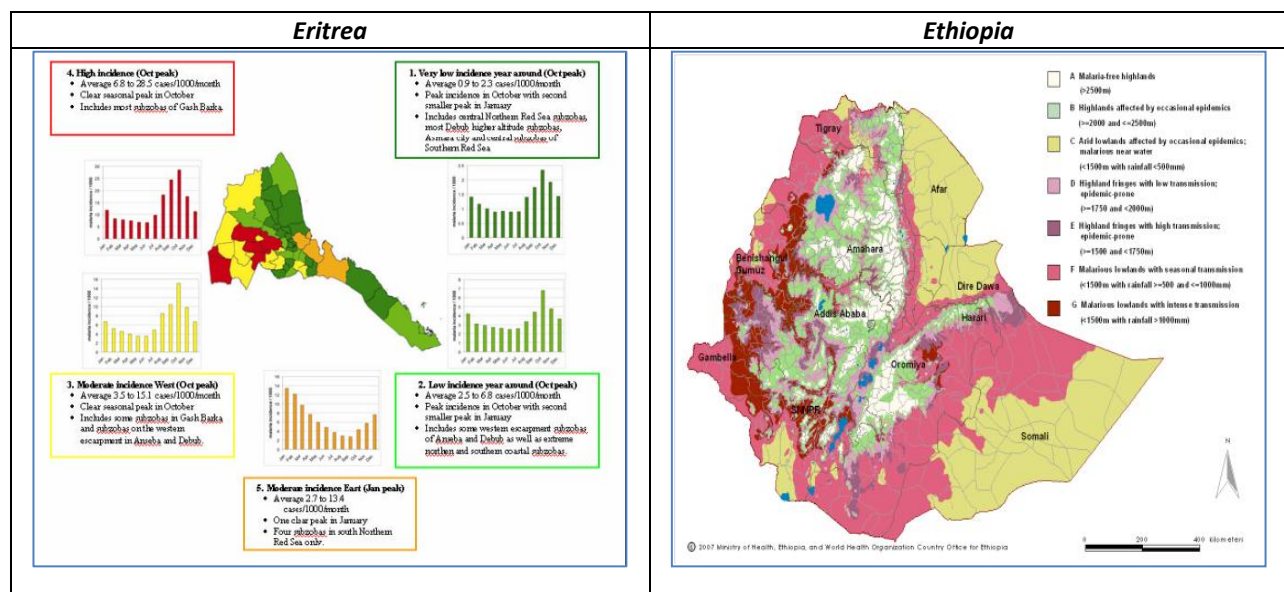 Eritrea
Ethiopia
4. High incidence (Oct peak)
• Average 6.8 to 28.5 cases/1000/month
• Clear seasonal peak in October
• Includes most subzobas of Gash Barka
1. Very low incidence year around (Oct peak)
• Average 0.9 to 2.3 cases/1000/month
• Peak incidence in October with second
smaller peak in January
• Includes central Northern Red Sea subzobas,
most Debub higher altitude subzobas,
Asmara city and central subzobas of
Southern Red Sea
3. Moderate incidence West (Oct peak)
• Average 3.5 to 15.1 cases/1000/month
• Clear seasonal peak in October
• Includes some subzobas in Gash Barka
and subzobas on the western
escarpment in Anseba and Debub.
2. Low incidence year around (Oct peak)
• Average 2.5 to 6.8 cases/1000/month
• Peak incidence in October with second
smaller peak in January
• Includes some western escarpment subzobas
of Anseba and Debub as well as extreme
northen and southern coastal subzobas.
5. Moderate incidence East (Jan peak)
• Average 2.7 to 13.4
cases/1000/month
• One clear peak in January
• Four subzobas in south Northern
Red Sea only.
A Malaria-free highlands
(>2500m)
B Highlands affected by occasional epidemics
(>=2000 and <=2500m)
C Arid lowlands affected by occasional epidemics;
malarious near water
(<1500m with rainfall <500mm)
D Highland fringes with low transmission;
epidemic-prone
(>=1750 and <2000m)
E Highland fringes with high transmission;
epidemic-prone
(>=1500 and <1750m)
F Malarious lowlands with seasonal transmission
(<1500m with rainfall >=500 and <=1000mm)
G Malarious lowlands with intense transmission
(<1500m with rainfall >1000mm)
Tigray
Afar
Amahara
Benishangul
Gumuz
Dire Dawa
Addis Ababa
Harari
Gambella
Oromiya
SNNPR
Somali
N
0 200 400 kilometers
© 2007 Ministry of Health, Ethiopia, and World Health Organization Country Office for Ethiopia